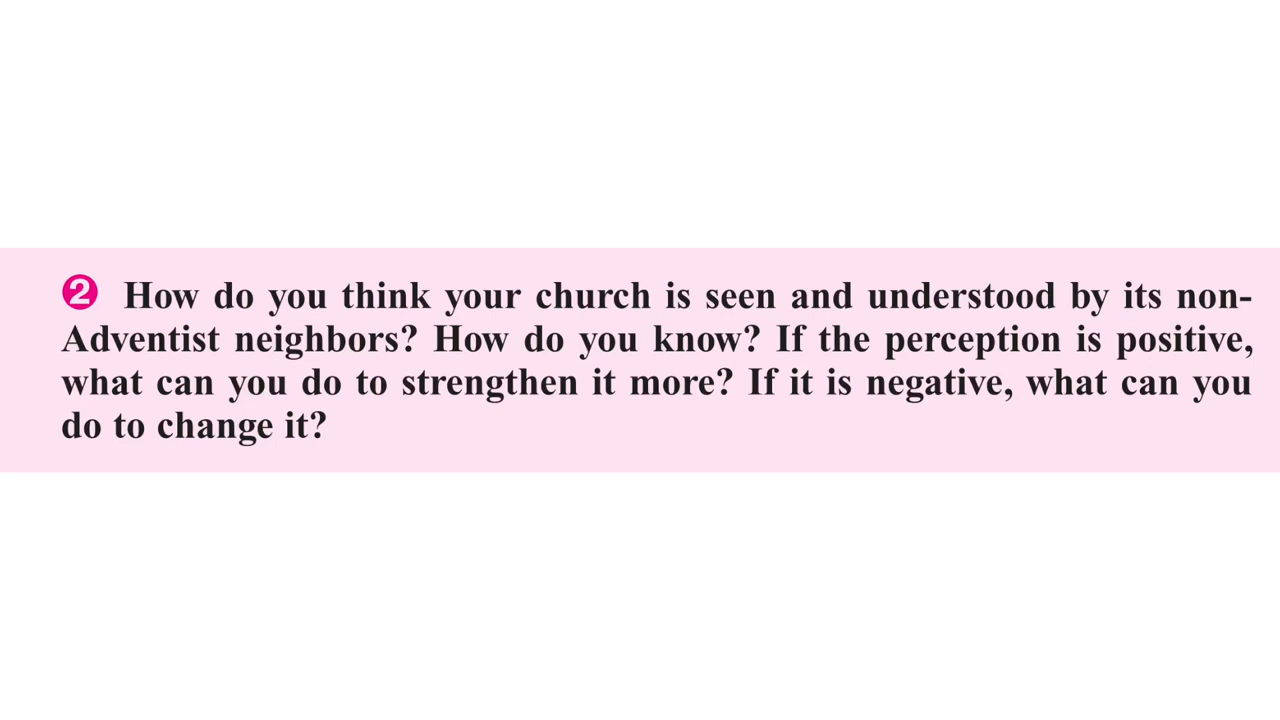 ❷ How do you think your church is seen and understood by its non-
Adventist neighbors? How do you know? If the perception is positive,
what can you do to strengthen it more? If it is negative, what can you
do to change it?